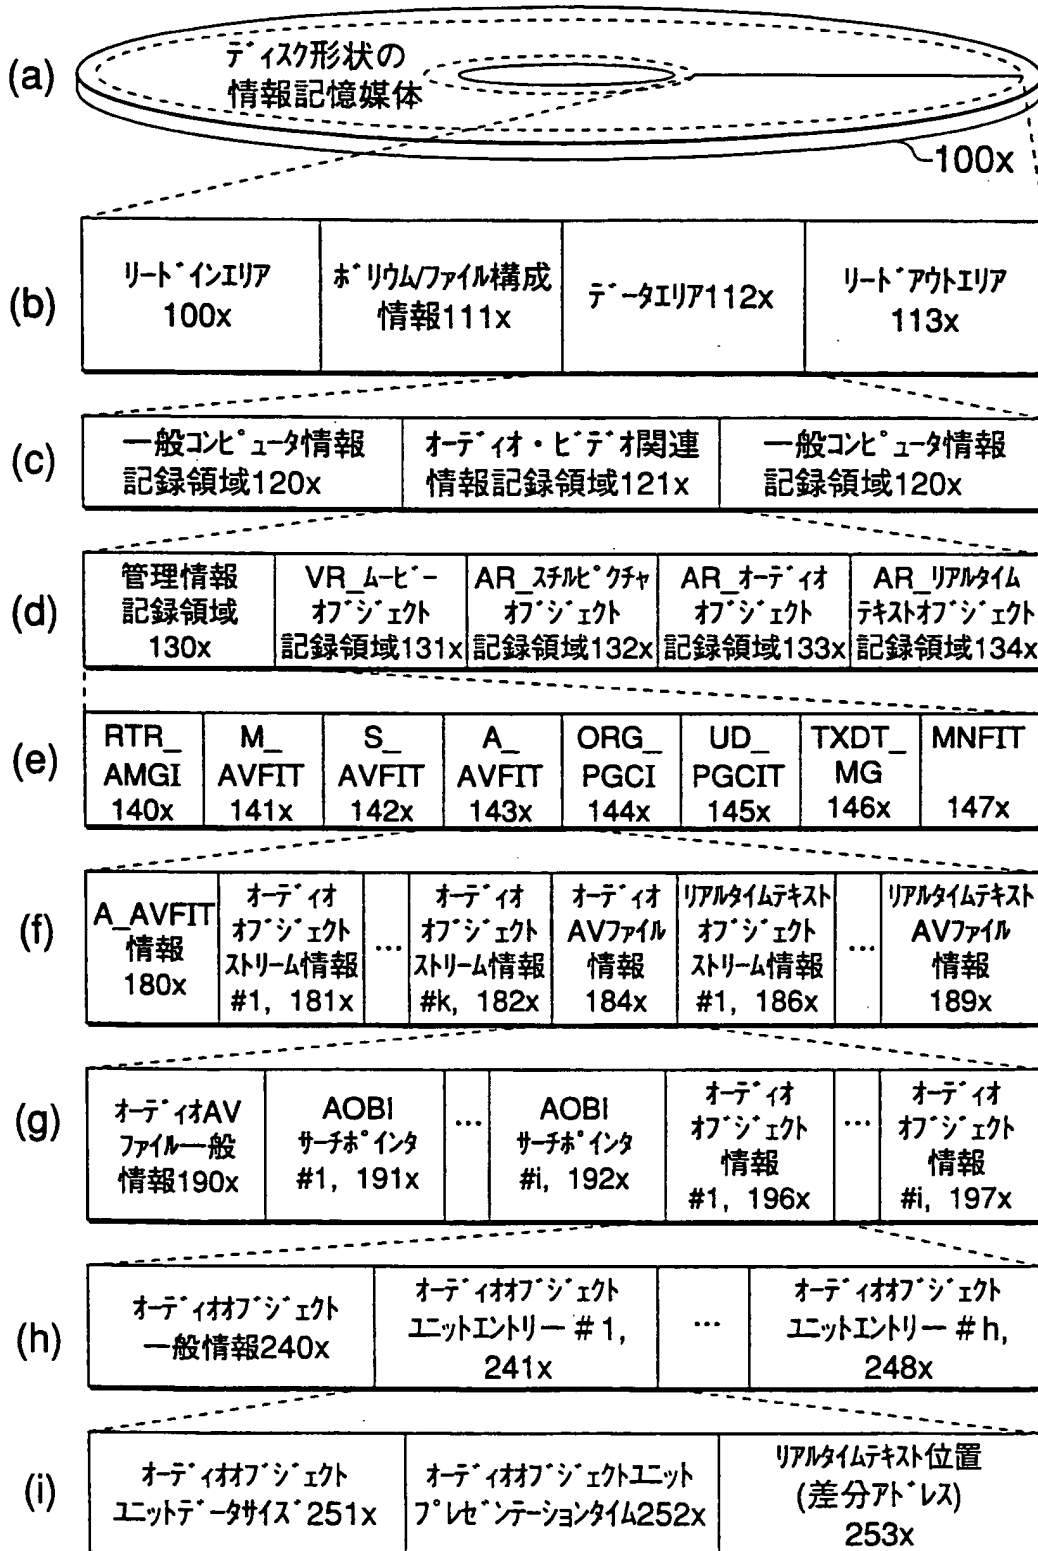 (a)
ディスク形状の
情報記憶媒体
100x
(b)
リードインエリア
100x
ボリウム/ファイル構成
情報111x
データエリア112x
リードアウトエリア
113x
(c)
一般コンピュータ情報
記録領域120x
オーディオ・ビデオ関連
情報記録領域121x
一般コンピュータ情報
記録領域120x
(d)
管理情報
記録領域
130x
VR_ムービー
オブジェクト
記録領域131x
AR_スチルピクチャ
オブジェクト
記録領域132x
AR_オーディオ
オブジェクト
記録領域133x
AR_リアルタイム
テキストオブジェクト
記録領域134x
(e)
RTR_
AMGI
140x
M_
AVFIT
141x
S_
AVFIT
142x
A_
AVFIT
143x
ORG_
PGCI
144x
UD_
PGCIT
145x
TXDT_
MG
146x
MNFIT
147x
(f)
A_AVFIT
情報
180x
オーディオ
オブジェクト
ストリーム情報
#1, 181x
…
オーディオ
オブジェクト
ストリーム情報
#k, 182x
オーディオ
AVファイル
情報
184x
リアルタイムテキスト
オブジェクト
ストリーム情報
#1, 186x
…
リアルタイムテキスト
AVファイル
情報
189x
(g)
オーディオAV
ファイル一般
情報190x
AOBI
サーチポインタ
#1, 191x
…
AOBI
サーチポインタ
#i, 192x
オーディオ
オブジェクト
情報
#1, 196x
…
オーディオ
オブジェクト
情報
#i, 197x
(h)
オーディオオブジェクト
一般情報240x
オーディオオブジェクト
ユニットエントリー＃1,
241x
…
オーディオオブジェクト
ユニットエントリー＃h,
248x
(i)
オーディオオブジェクト
ユニットデータサイズ251x
オーディオオブジェクトユニット
プレゼンテーションタイム252x
リアルタイムテキスト位置
(差分アドレス)
253x